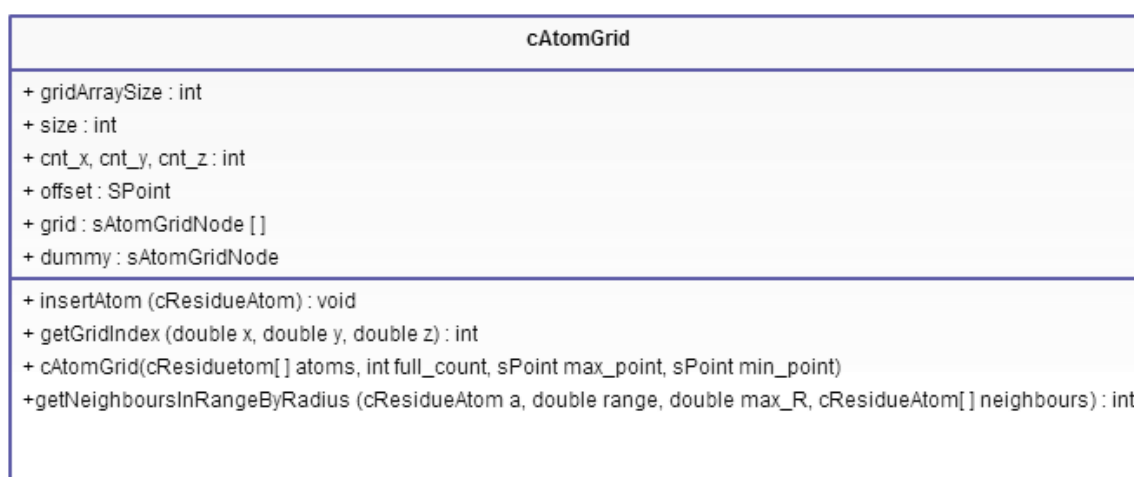 cAtomGrid
+ gridArraySize : int
+ size : int
+ cnt_x, cnt_y, cnt_z : int
+ offset : SPoint
+ grid : sAtomGridNode [ ]
+ dummy : sAtomGridNode
+ insertAtom (cResidueAtom) : void
+ getGridIndex (double x, double y, double z) : int
+ cAtomGrid(cResiduetom[ ] atoms, int full_count, sPoint max_point, sPoint min_point)
+getNeighboursInRangeByRadius (cResidueAtom a, double range, double max_R, cResidueAtom[ ] neighbours) : int